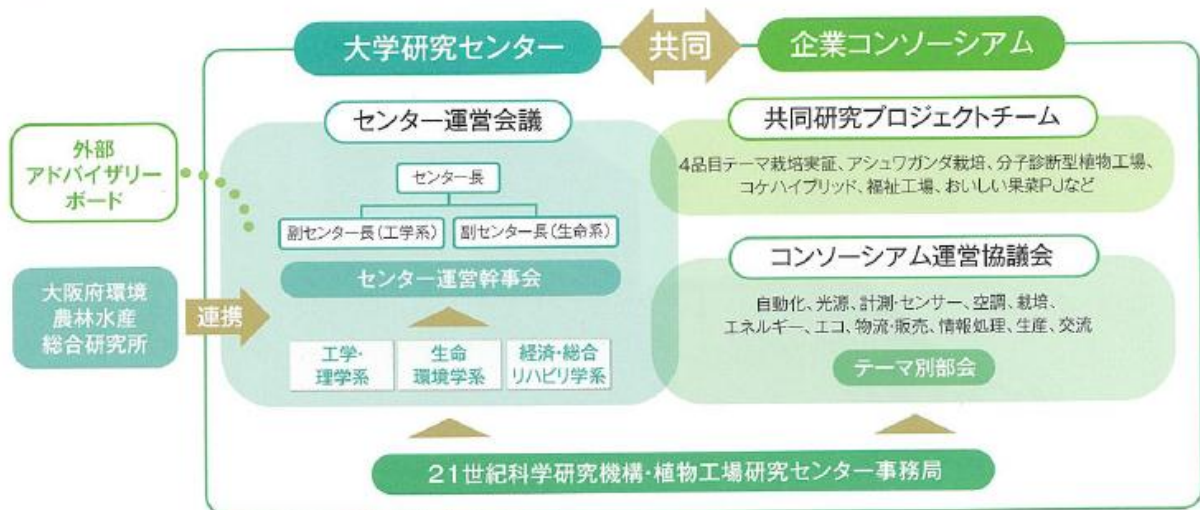 大学研究センター
共同
企業コンソーシアム
外部
アドバイザリー
ボード
大阪府環境
農林水産
総合研究所
連携
センター運営会議
センター長
副センター長(工学系)
副センター長(生命系)
センター運営幹事会
工学・
理学系
生命
環境学系
経済・総合
リハビリ学系
共同研究プロジェクトチーム
4品目テーマ栽培実証、アシュワガンダ栽培、分子診断型植物工場、
コケハイブリッド、福祉工場、おいしい果菜PJなど
コンソーシアム運営協議会
自動化、光源、計測・センサー、空調、栽培、
エネルギー、エコ、物流・販売、情報処理、生産、交流
テーマ別部会
21世紀科学研究機構・植物工場研究センター事務局